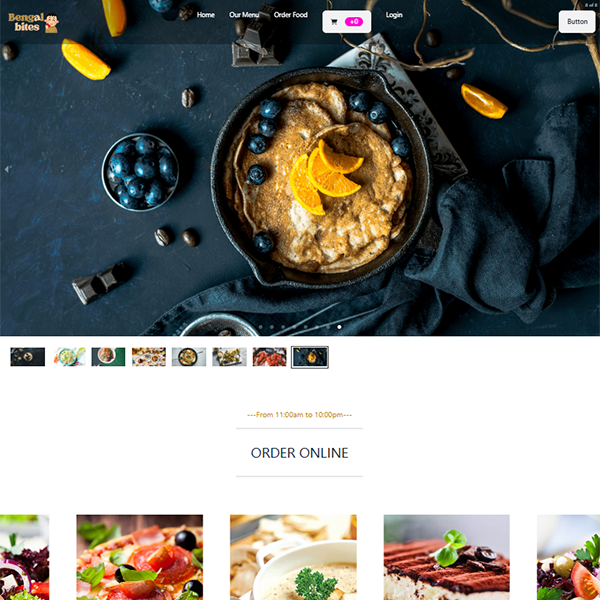 Bengal
bites
Home
Our Menu
Order Food
+0
Login
8 of 8
Button
---From 11:00am to 10:00pm---
ORDER ONLINE